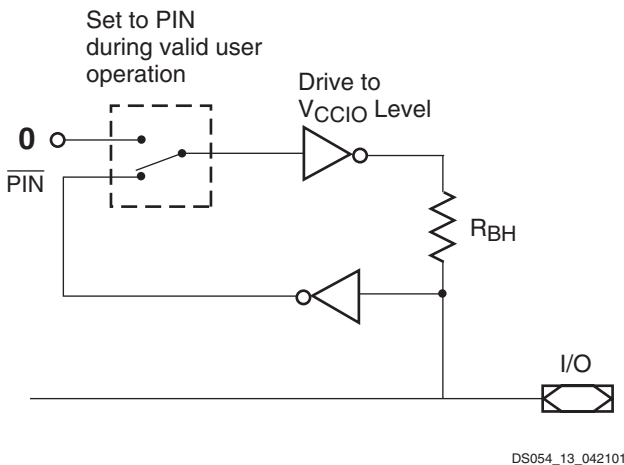 Set to PIN
during valid user
operation
Drive to
VCCIO Level
0
PIN
RBH
I/O
DS054_13_042101